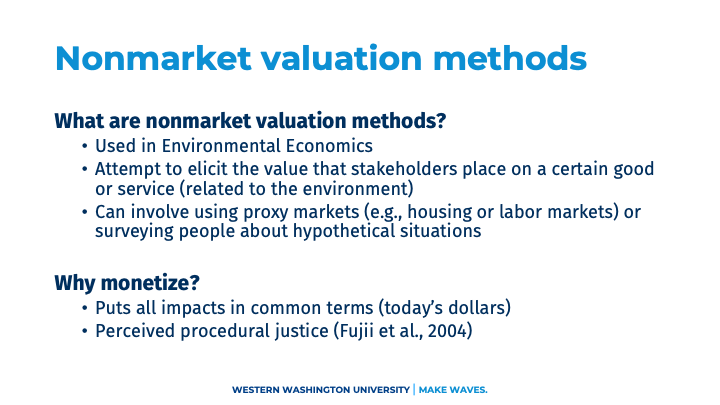 Nonmarket valuation methods
What are nonmarket valuation methods?
• Used in Environmental Economics
• Attempt to elicit the value that stakeholders place on a certain good
or service (related to the environment)
• Can involve using proxy markets (e.g., housing or labor markets) or
surveying people about hypothetical situations
Why monetize?
• Puts all impacts in common terms (today’s dollars)
• Perceived procedural justice (Fujii et al., 2004)
WESTERN WASHINGTON UNIVERSITY | MAKE WAVES.